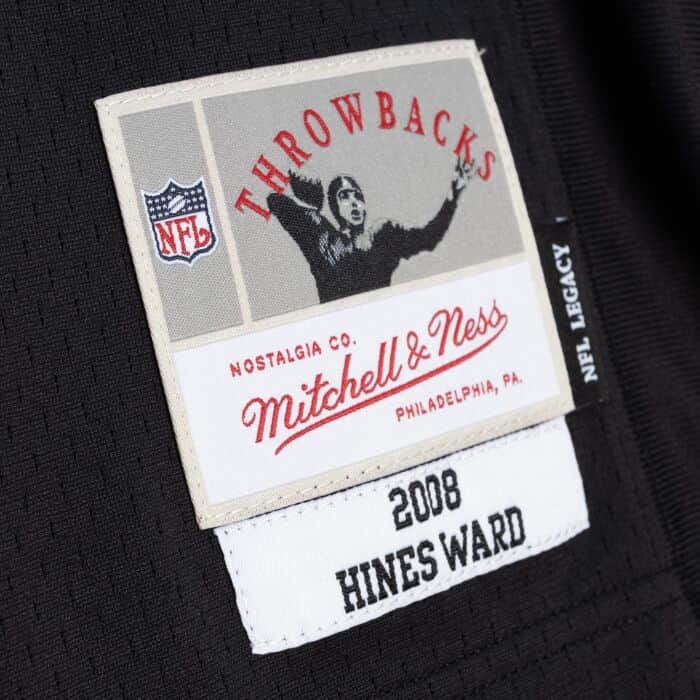 THROWBACKS
NFL
NOSTALGIA CO.
Mitchell & Ness
PHILADELPHIA, PA.
NFL LEGACY
2008
HINES WARD